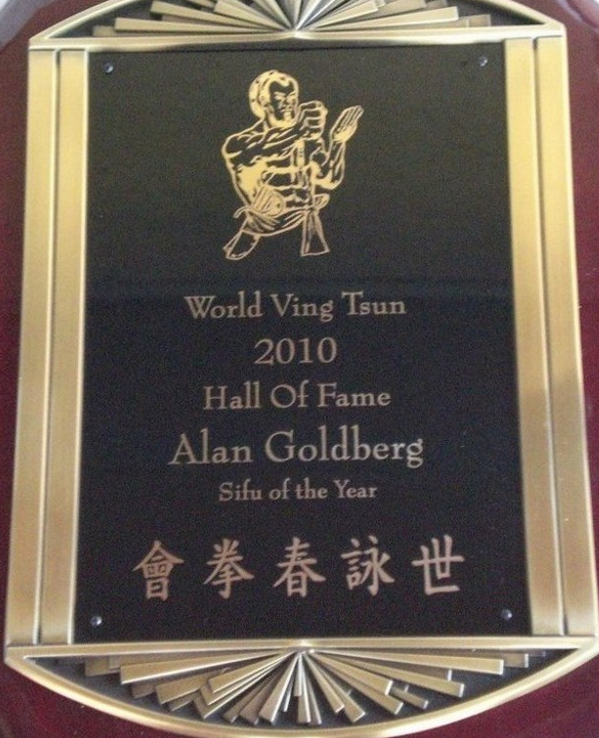 World Ving Tsun
2010
Hall Of Fame
Alan Goldberg
Sifu of the Year
會拳春詠世